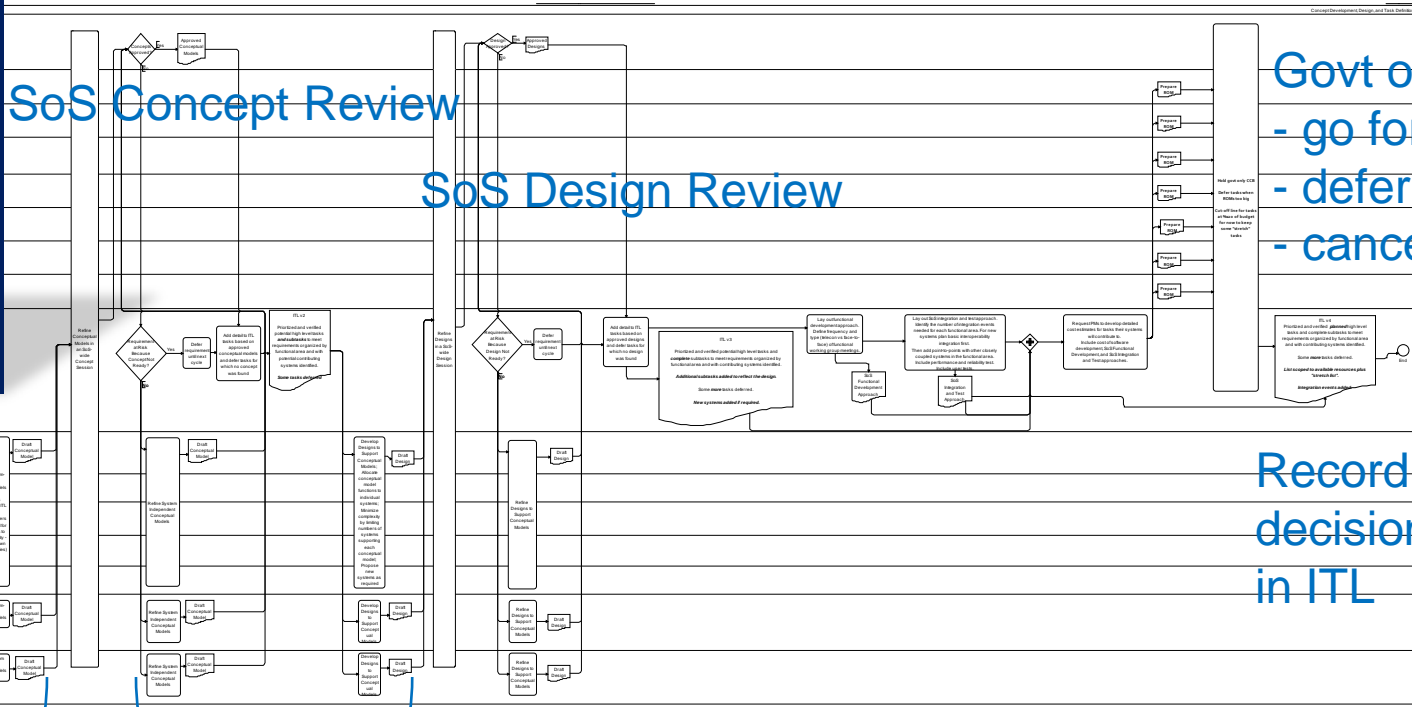 Concept Development, Design, and Task Definitio
SoS Concept Review
SoS Design Review
Govt o
- go for
- defer
- cance
Record
decision
in ITL
Concepts
Approved?
Yes
No
Approved
Conceptual
Models
Design
Approved?
Yes
No
Approved
Designs
Prepare
ROM
Prepare
ROM
Prepare
ROM
Prepare
ROM
Prepare
ROM
Prepare
ROM
Prepare
ROM
Hold govt only CCB
Defer tasks when
ROMs too big
Cut off line for tasks
at %xxx of budget
for now to keep
some "stretch"
tasks
Refine
Conceptual
Models in
an SoS-
wide
Concept
Session
Requirement
at Risk
Because
Concept Not
Ready?
Yes
No
Defer
requirement
until next
cycle
Add detail to ITL
tasks based on
approved
conceptual models
and defer tasks for
which no concept
was found
ITL v2
Prioritized and verified
potential high level tasks
and subtasks to meet
requirements organized by
functional area and with
potential contributing
systems identified.
Some tasks deferred
Refine
Designs
in a SoS-
wide
Design
Session
Requirement
at Risk
Because
Design Not
Ready?
Yes
No
Defer
requirement
until next
cycle
Add detail to ITL
tasks based on
approved designs
and defer tasks for
which no design
was found
ITL v3
Prioritized and verified potential high level tasks and
complete subtasks to meet requirements organized by
functional area and with contributing systems identified.
Additional subtasks added to reflect the design.
Some more tasks deferred.
New systems added if required.
Lay out functional
development approach.
Define frequency and
type (telecon vs face-to-
face) of functional
working group meetings.
SoS
Functional
Development
Approach
Lay out SoS integration and test approach.
Identify the number of integration events
needed for each functional area. For new
systems plan basic interoperability
integration first.
Then add point-to-points with other closely
coupled systems in the functional area.
Include performance and reliability test.
Include user tests.
SoS
Integration
and Test
Approach
Request PMs to develop detailed
cost estimates for tasks their systems
will contribute to.
Include cost of software
development, SoS Functional
Development and SoS Integration
and Test approaches.
ITL v4
Prioritized and verified planned high level
tasks and complete subtasks to meet
requirements organized by functional area
and with contributing systems identified.
Some more tasks deferred.
List scoped to available resources plus
"stretch list".
Integration events added.
End
Draft
Conceptual
Model
Refine System
Independent
Conceptual
Models
Draft
Conceptual
Model
Develop
Designs to
Support
Conceptual
Models;
Allocate
conceptual
model
functions to
individual
systems;
Minimize
complexity
by limiting
numbers of
systems
supporting
each
conceptual
model;
Propose
new
systems as
required
Draft
Design
Refine
Designs to
Support
Conceptual
Models
Draft
Design
Draft
Conceptual
Model
Refine System
Independent
Conceptual
Models
Draft
Conceptual
Model
Develop
Designs
to
Support
Concept
ual
Models
Draft
Design
Refine
Designs to
Support
Conceptual
Models
Draft
Design
Draft
Conceptual
Model
Refine System
Independent
Conceptual
Models
Draft
Conceptual
Model
Develop
Designs
to
Support
Concept
ual
Models
Draft
Design
Refine
Designs to
Support
Conceptual
Models
Draft
Design